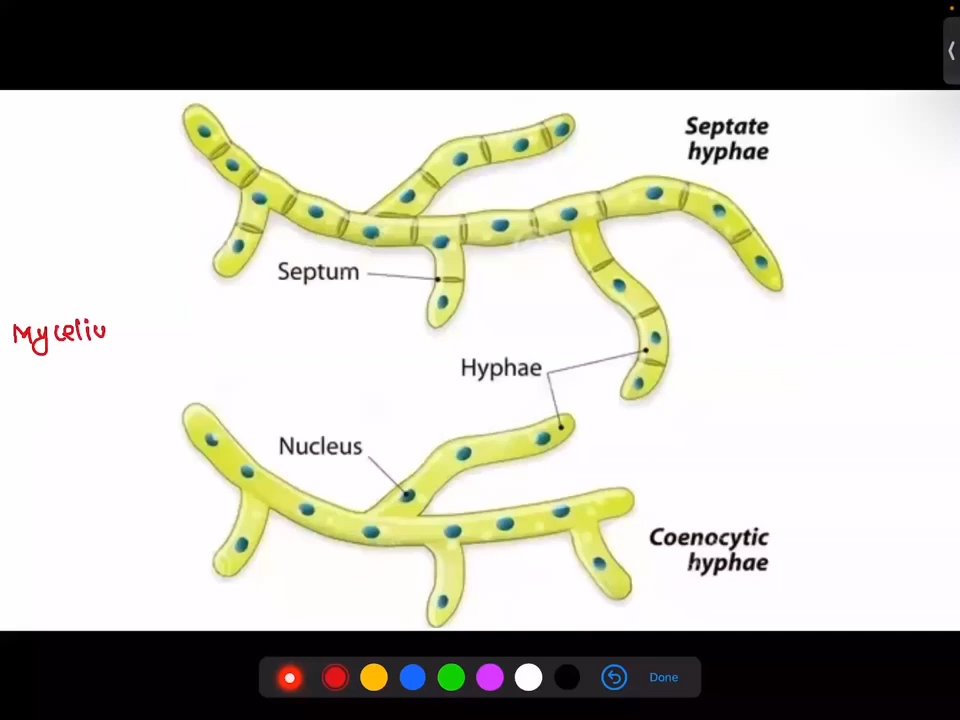 Septate
hyphae
Septum
Myceliu
Hyphae
Nucleus
Coenocytic
hyphae
Done